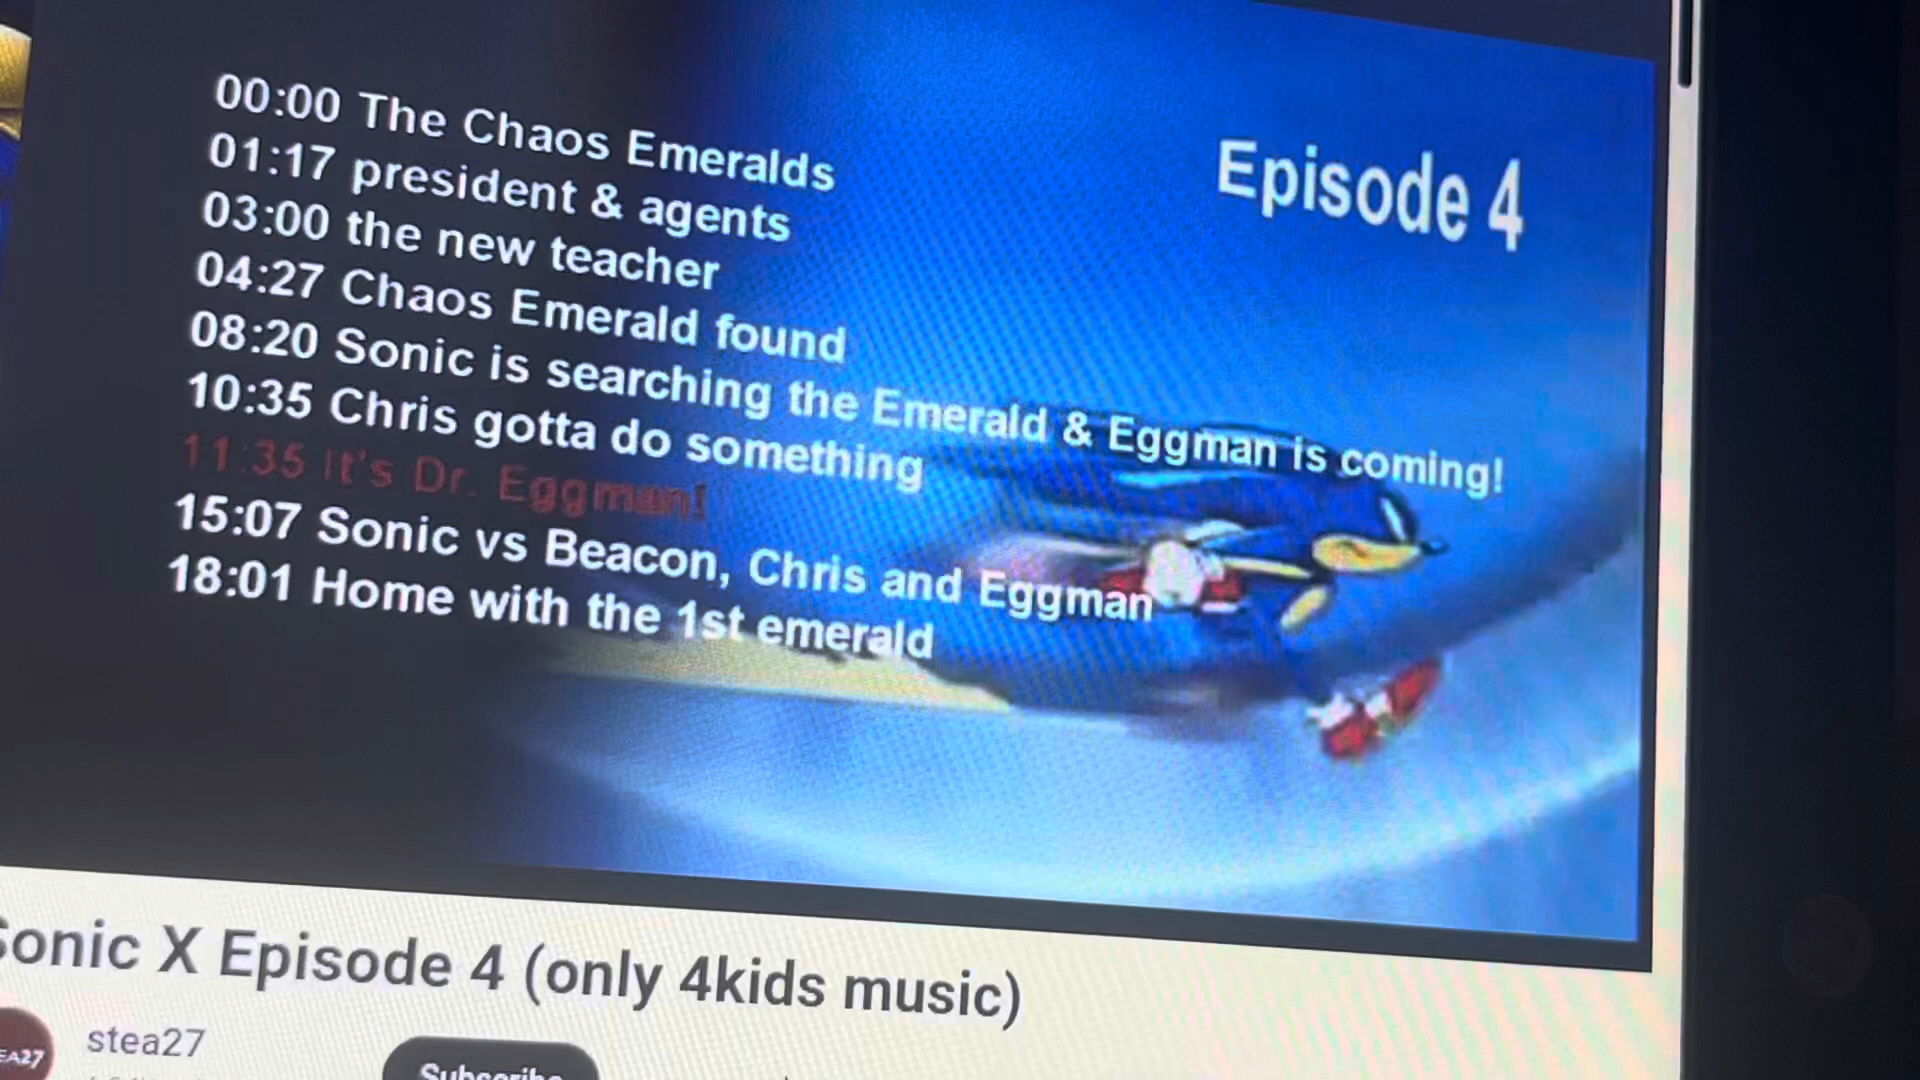 00:00 The Chaos Emeralds
01:17 president & agents
03:00 the new teacher
04:27 Chaos Emerald found
08:20 Sonic is searching the Emerald & Eggman is coming!
10:35 Chris gotta do something
11:35 It's Dr. Eggman!
15:07 Sonic vs Beacon, Chris and Eggman
18:01 Home with the 1st emerald
Episode 4
Sonic X Episode 4 (only 4kids music)
EA27
stea27
Subscribe